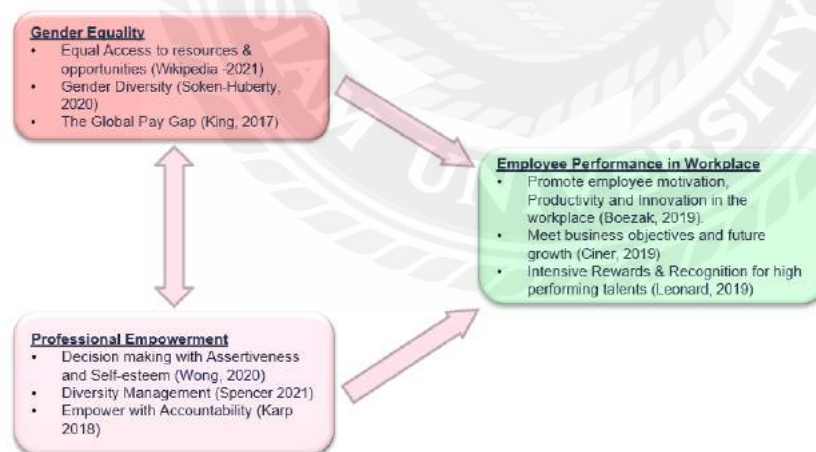 Gender Equality
• Equal Access to resources &
opportunities (Wikipedia -2021)
• Gender Diversity (Soken-Huberty,
2020)
• The Global Pay Gap (King, 2017)
Employee Performance in Workplace
• Promote employee motivation,
Productivity and Innovation in the
workplace (Boezak, 2019).
• Meet business objectives and future
growth (Ciner, 2019)
• Intensive Rewards & Recognition for high
performing talents (Leonard, 2019)
Professional Empowerment
• Decision making with Assertiveness
and Self-esteem (Wong, 2020)
• Diversity Management (Spencer 2021)
• Empower with Accountability (Karp
2018)
SIAM UNIVERSITY